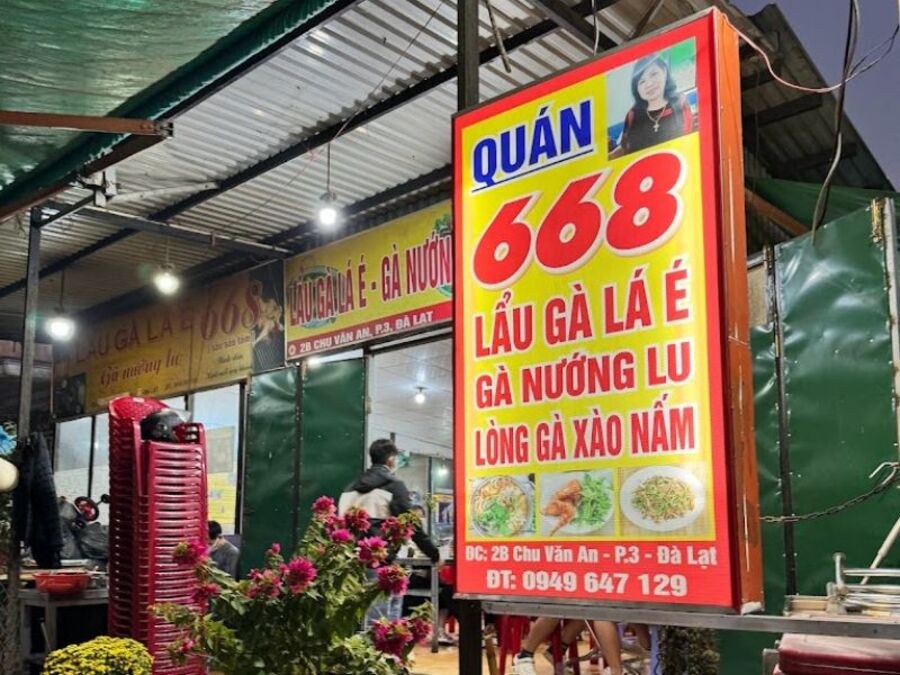 QUÁN
668
LẨU GÀ LÁ É
GÀ NƯỚNG LU
LÒNG GÀ XÀO NẤM
ĐC: 2B Chu Văn An - P.3 - Đà Lạt
ĐT: 0949 647 129
LẨU GÀ LÁ É - GÀ NƯỚN
2B CHU VĂN AN, P.3, ĐÀ LẠT
LẨU GÀ LÁ É 668
Gà nướng lu